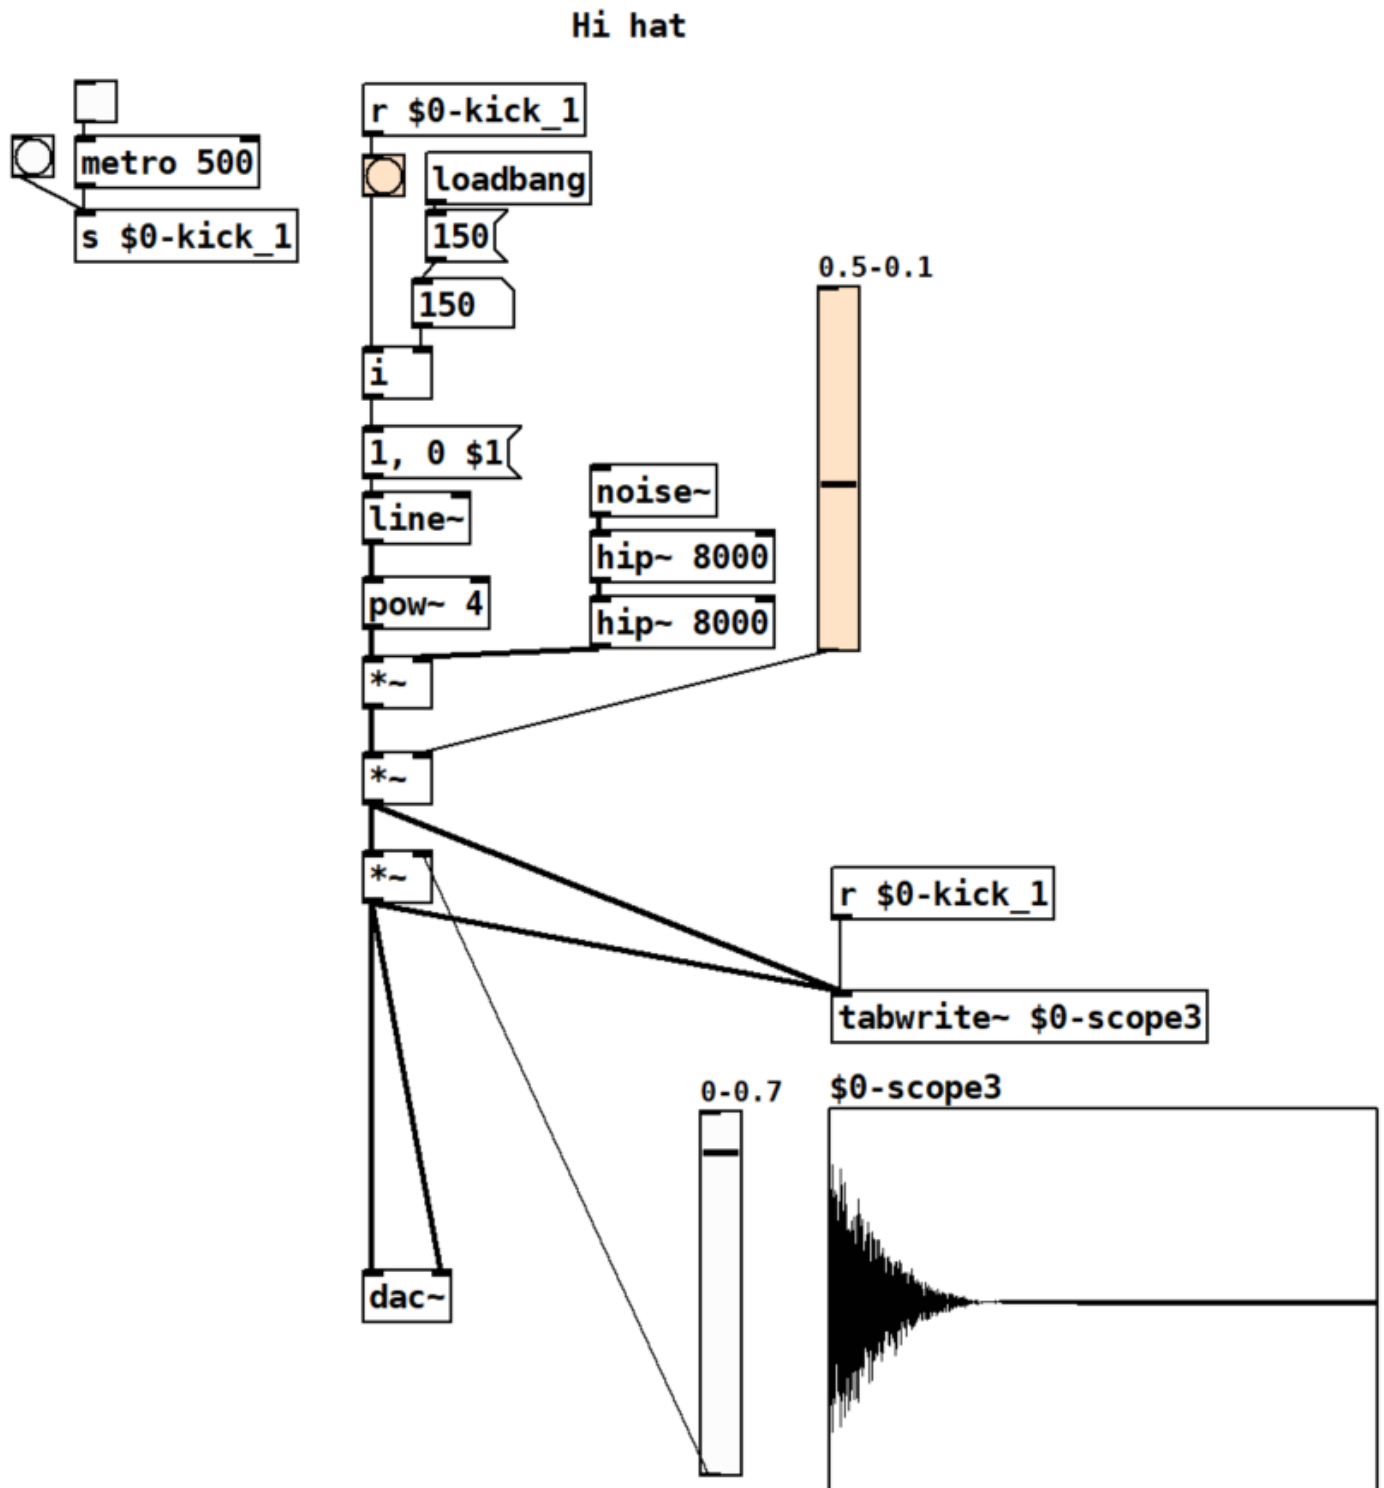 Hi hat
r $0-kick_1
metro 500
loadbang
s $0-kick_1
150
150
0.5-0.1
i
1, 0 $1
noise~
line~
hip~ 8000
pow~ 4
hip~ 8000
*~
*~
*~
r $0-kick_1
tabwrite~ $0-scope3
0-0.7
$0-scope3
dac~